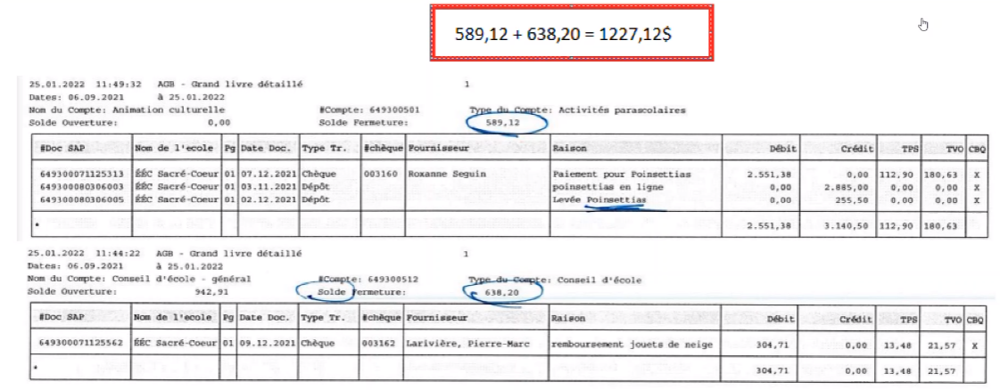 589,12 + 638,20 = 1227,12$
25.01.2022 11:49:32 AGB - Grand livre détaillé 1
Dates: 06.09.2021 à 25.01.2022
Nom du Compte: Animation culturelle #Compte: 649300501 Type du Compte: Activités parascolaires
Solde Ouverture: 0,00 Solde Fermeture: 589,12
#Doc SAP Nom de l'ecole Pg Date Doc. Type Tr. #chèque Fournisseur Raison Débit Crédit TPS TVO CBQ
649300071125313 ÉÉC Sacré-Coeur 01 07.12.2021 Chèque 003160 Roxanne Seguin Paiement pour Poinsettias 2.551,38 0,00 112,90 180,63 X
649300080306003 ÉÉC Sacré-Coeur 01 03.11.2021 Dépôt poinsettias en ligne 0,00 2.885,00 0,00 0,00 X
649300080306005 ÉÉC Sacré-Coeur 01 02.12.2021 Dépôt Levée Poinsettias 0,00 255,50 0,00 0,00 X
* 2.551,38 3.140,50 112,90 180,63
25.01.2022 11:44:22 AGB - Grand livre détaillé 1
Dates: 06.09.2021 à 25.01.2022
Nom du Compte: Conseil d'école - général #Compte: 649300512 Type du Compte: Conseil d'école
Solde Ouverture: 942,91 Solde Fermeture: 638,20
#Doc SAP Nom de l'ecole Pg Date Doc. Type Tr. #chèque Fournisseur Raison Débit Crédit TPS TVO CBQ
649300071125562 ÉÉC Sacré-Coeur 01 09.12.2021 Chèque 003162 Larivière, Pierre-Marc remboursement jouets de neige 304,71 0,00 13,48 21,57 X
* 304,71 0,00 13,48 21,57